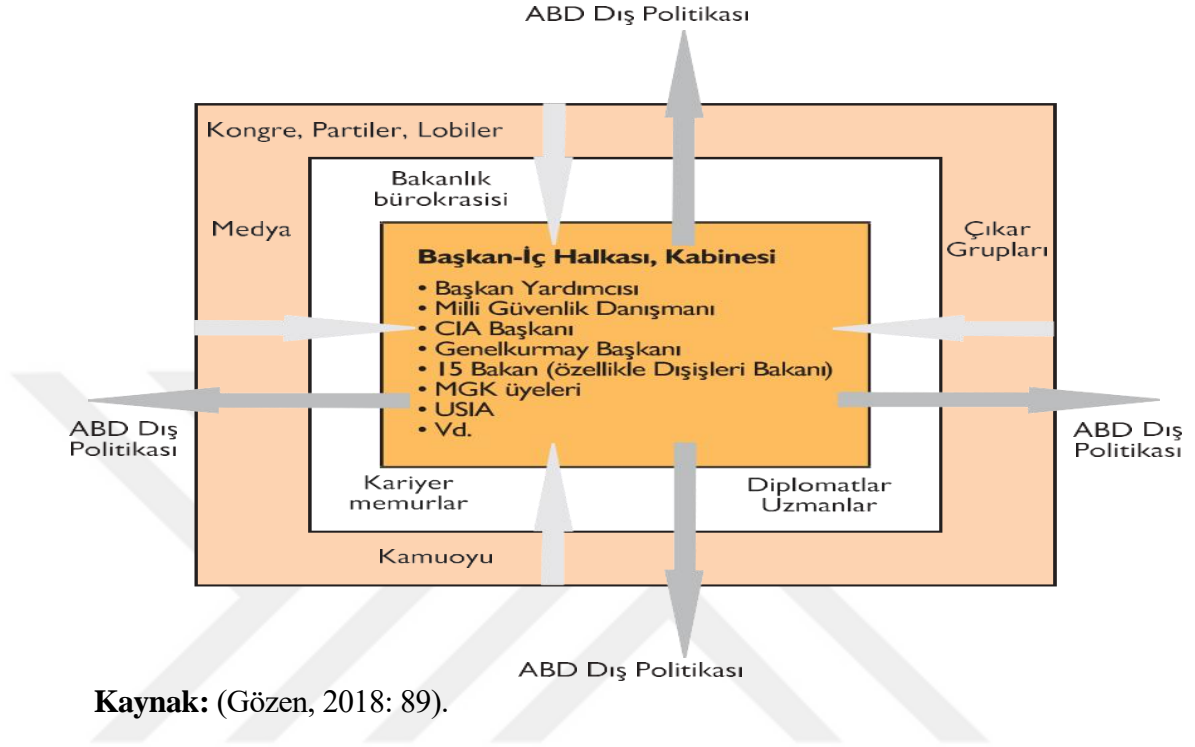 ABD Dış Politikası
Kongre, Partiler, Lobiler
Bakanlık
bürokrasisi
Medya
Çıkar
Grupları
Başkan-İç Halkası, Kabinesi
• Başkan Yardımcısı
• Milli Güvenlik Danışmanı
• CIA Başkanı
• Genelkurmay Başkanı
• 15 Bakan (özellikle Dışişleri Bakanı)
• MGK üyeleri
• USIA
• Vd.
ABD Dış
Politikası
ABD Dış
Politikası
Kariyer
memurlar
Diplomatlar
Uzmanlar
Kamuoyu
ABD Dış Politikası
Kaynak: (Gözen, 2018: 89).